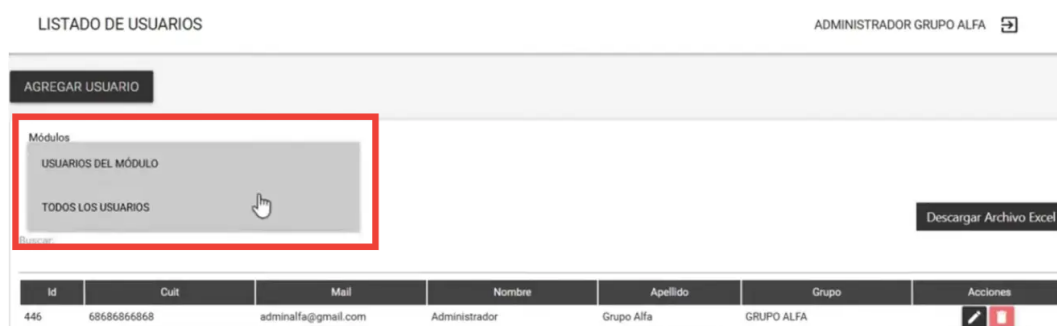 LISTADO DE USUARIOS
ADMINISTRADOR GRUPO ALFA
AGREGAR USUARIO
Módulos
USUARIOS DEL MÓDULO
TODOS LOS USUARIOS
Descargar Archivo Excel
Buscar.
Id Cuit Mail Nombre Apellido Grupo Acciones
446 68686866868 adminalfa@gmail.com Administrador Grupo Alfa GRUPO ALFA